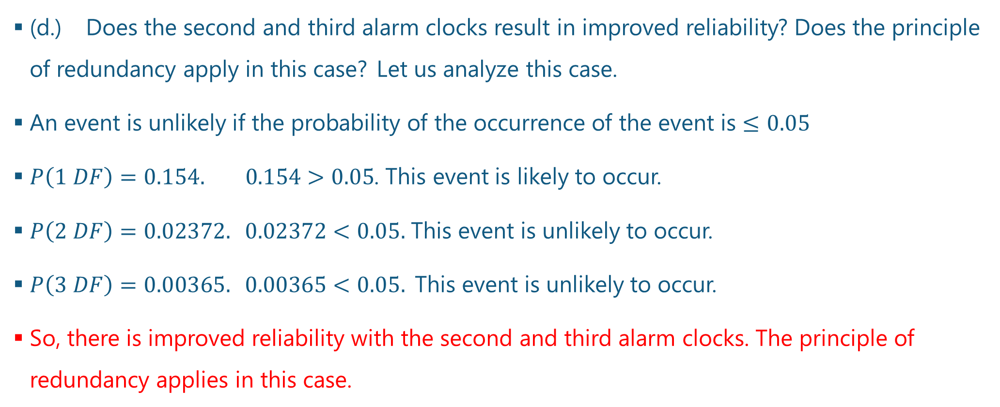 ▪ (d.) Does the second and third alarm clocks result in improved reliability? Does the principle
of redundancy apply in this case? Let us analyze this case.
▪ An event is unlikely if the probability of the occurrence of the event is ≤ 0.05
▪ P(1 DF) = 0.154. 0.154 > 0.05. This event is likely to occur.
▪ P(2 DF) = 0.02372. 0.02372 < 0.05. This event is unlikely to occur.
▪ P(3 DF) = 0.00365. 0.00365 < 0.05. This event is unlikely to occur.
▪ So, there is improved reliability with the second and third alarm clocks. The principle of
redundancy applies in this case.